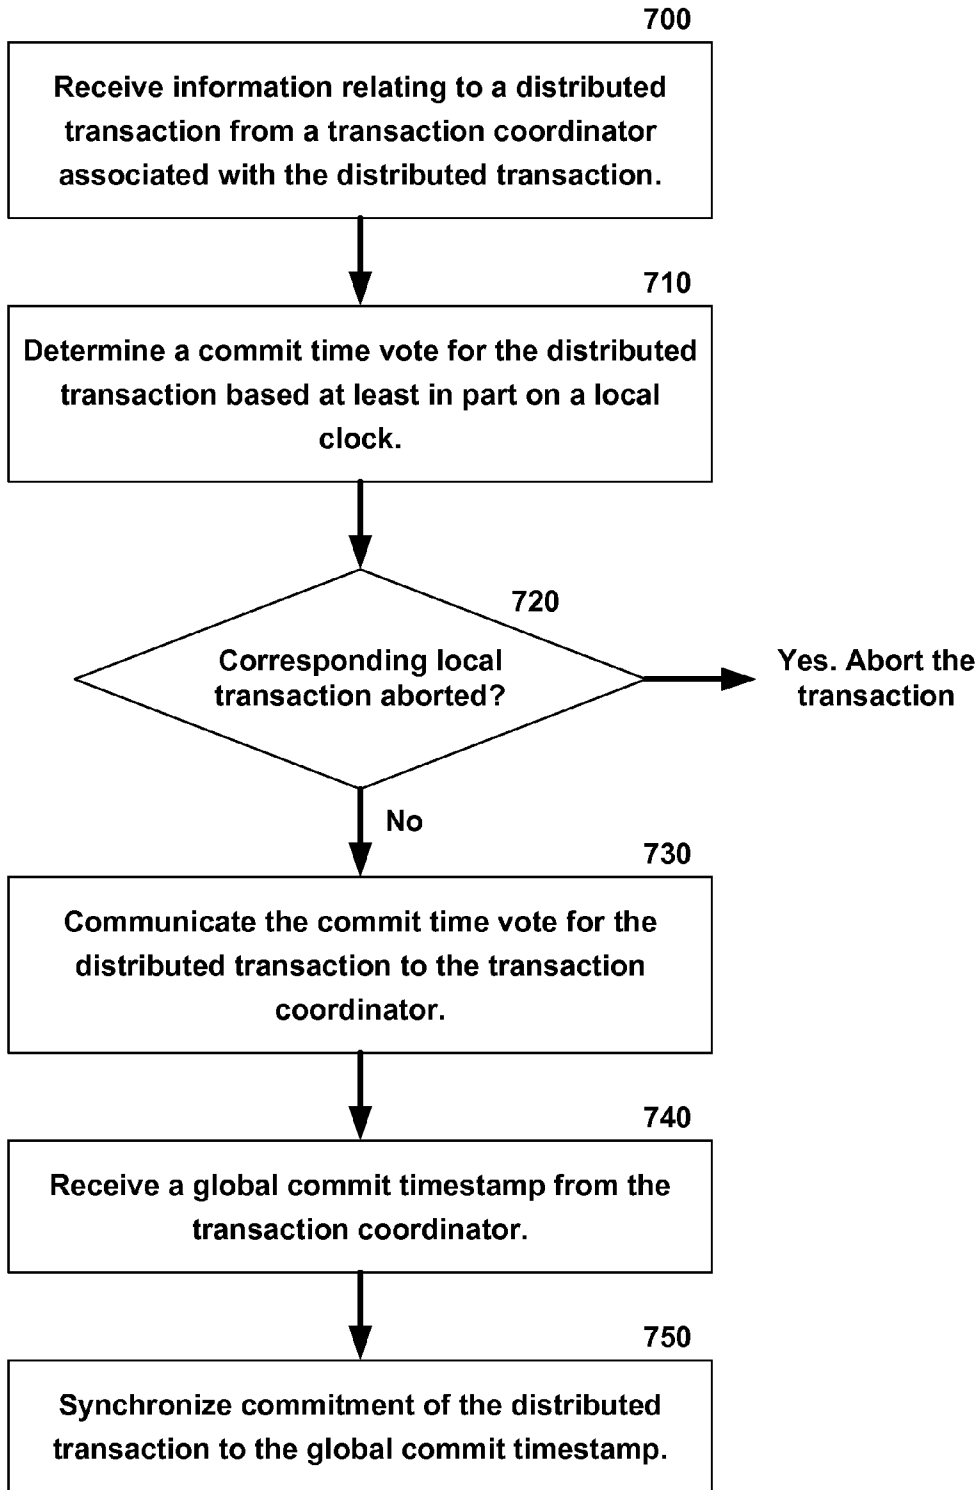 700
Receive information relating to a distributed
transaction from a transaction coordinator
associated with the distributed transaction.
710
Determine a commit time vote for the distributed
transaction based at least in part on a local
clock.
720
Corresponding local
transaction aborted?
Yes. Abort the
transaction
No
730
Communicate the commit time vote for the
distributed transaction to the transaction
coordinator.
740
Receive a global commit timestamp from the
transaction coordinator.
750
Synchronize commitment of the distributed
transaction to the global commit timestamp.